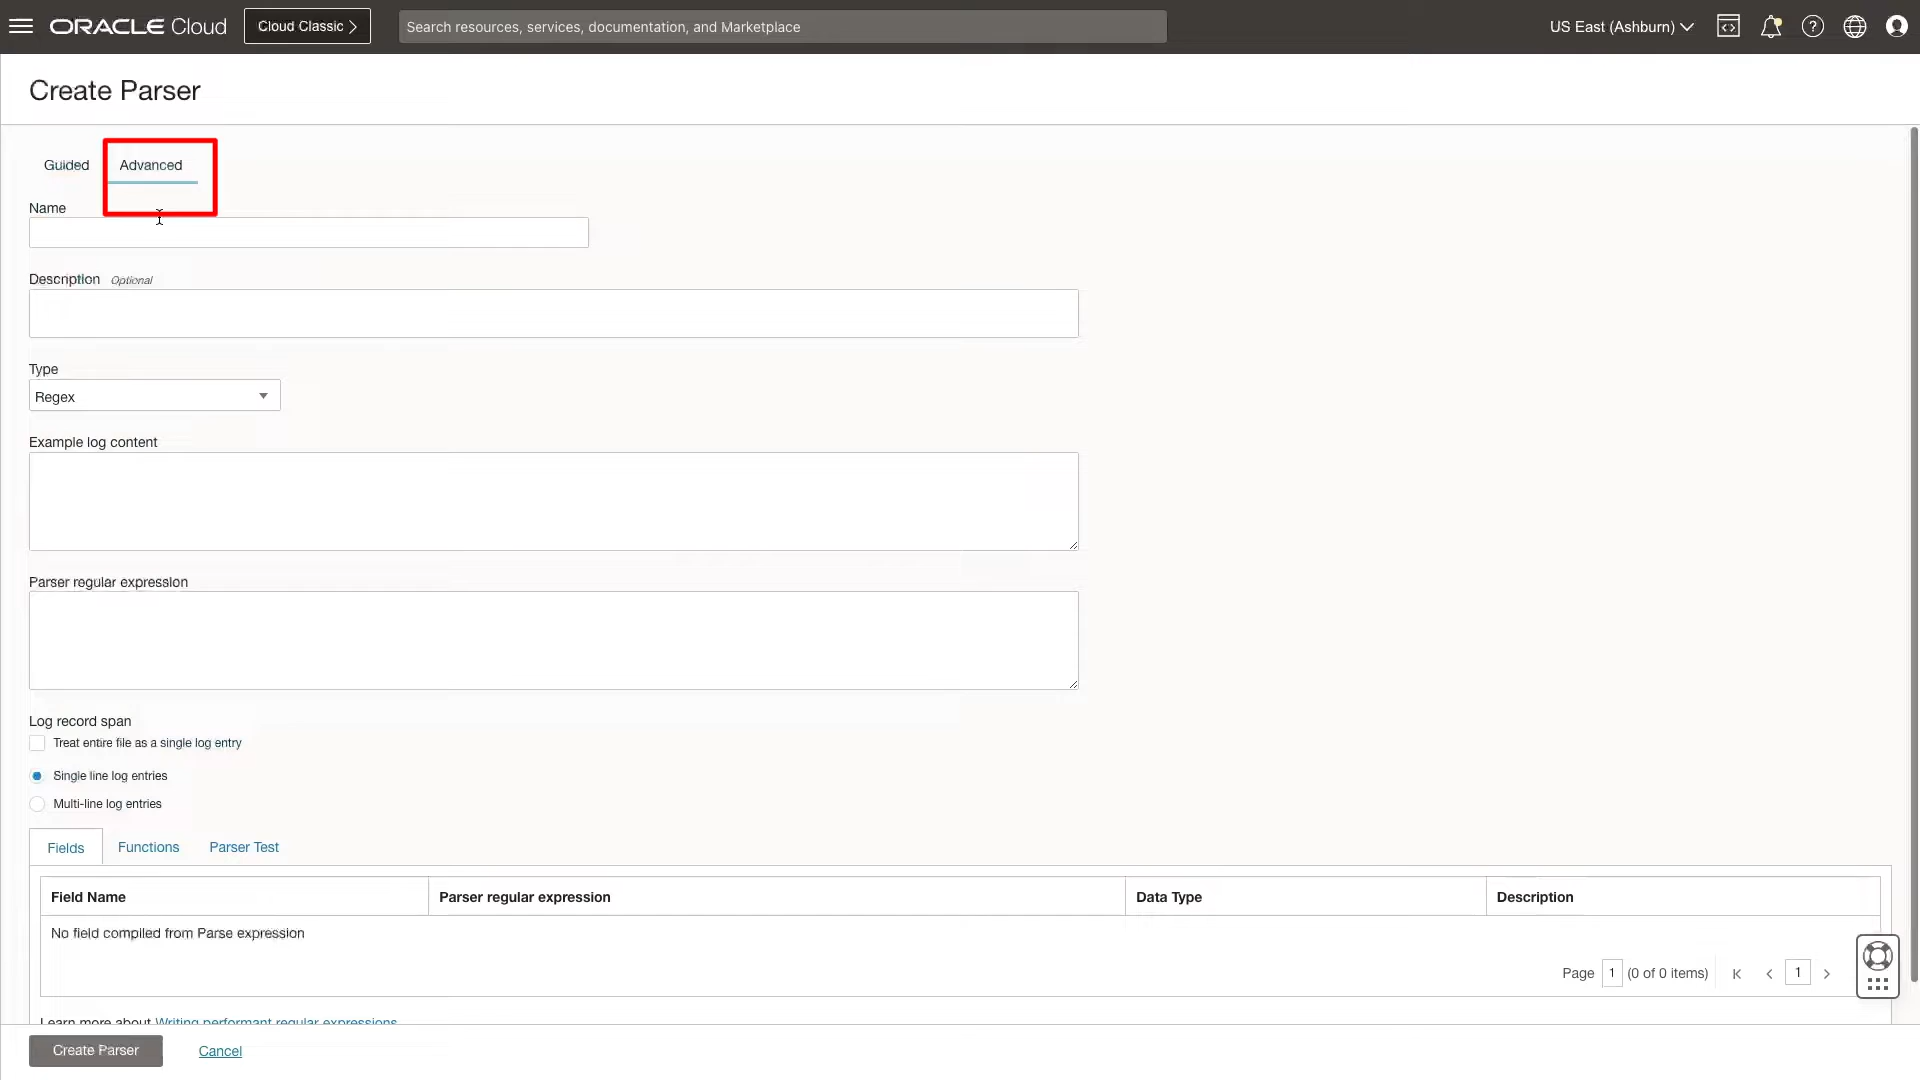 ORACLE Cloud
Cloud Classic
Search resources, services, documentation, and Marketplace
US East (Ashburn)
Create Parser
Guided
Advanced
Name
Description Optional
Type
Regex
Example log content
Parser regular expression
Log record span
Treat entire file as a single log entry
Single line log entries
Multi-line log entries
Fields
Functions
Parser Test
Field Name
Parser regular expression
Data Type
Description
No field compiled from Parse expression
Page 1 (0 of 0 items) 1
Learn more about Writing performant regular expressions
Create Parser
Cancel